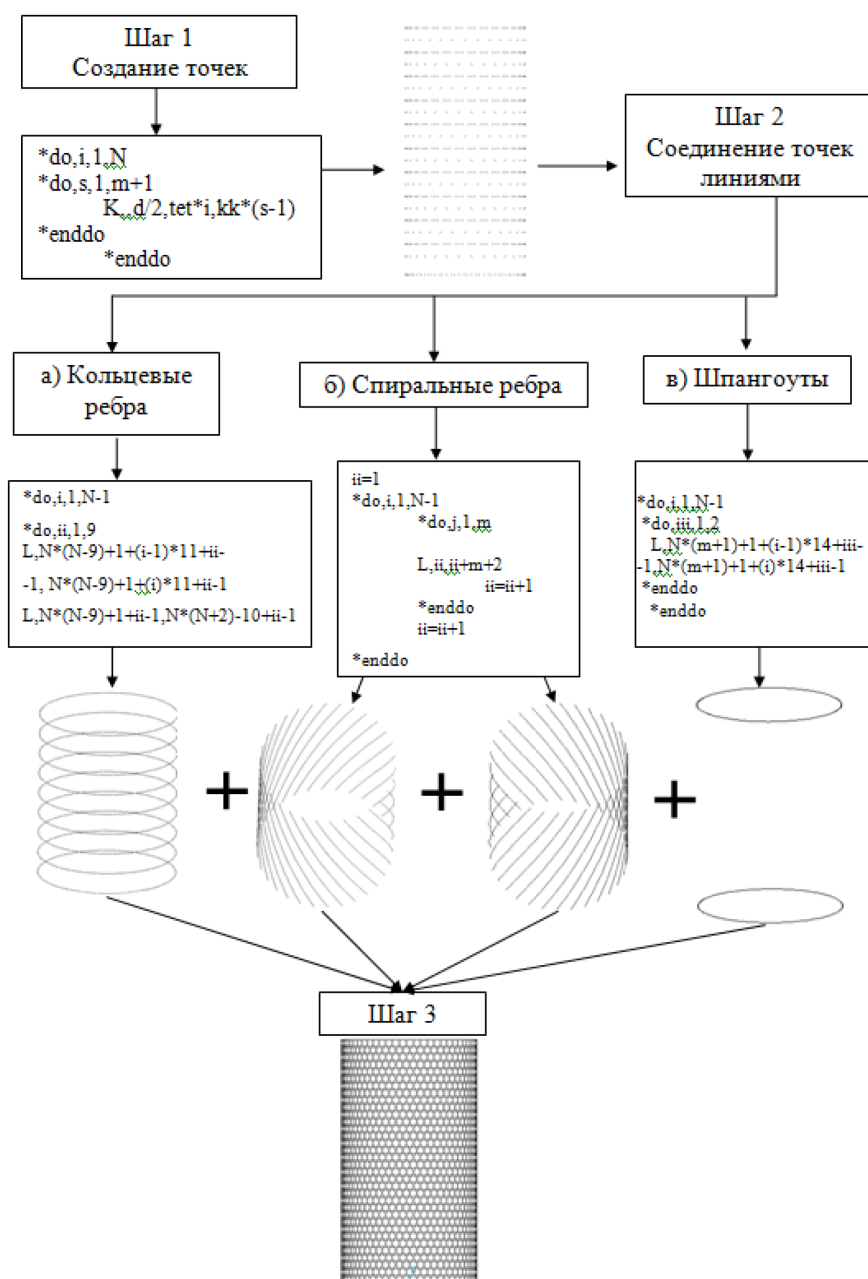 Шаг 1
Создание точек
*do,i,1,N
*do,s,1,m+1
K,,d/2,tet*i,kk*(s-1)
*enddo
*enddo
Шаг 2
Соединение точек
линиями
а) Кольцевые
ребра
б) Спиральные ребра
в) Шпангоуты
*do,i,1,N-1
*do,ii,1,9
L,N*(N-9)+1+(i-1)*11+ii-
-1, N*(N-9)+1+(i)*11+ii-1
L,N*(N-9)+1+ii-1,N*(N+2)-10+ii-1
ii=1
*do,i,1,N-1
*do,j,1,m
L,ii,ii+m+2
ii=ii+1
*enddo
ii=ii+1
*enddo
*do,i,1,N-1
*do,iii,1,2
L,N*(m+1)+1+(i-1)*14+iii-
-1,N*(m+1)+1+(i)*14+iii-1
*enddo
*enddo
+
+
+
Шаг 3